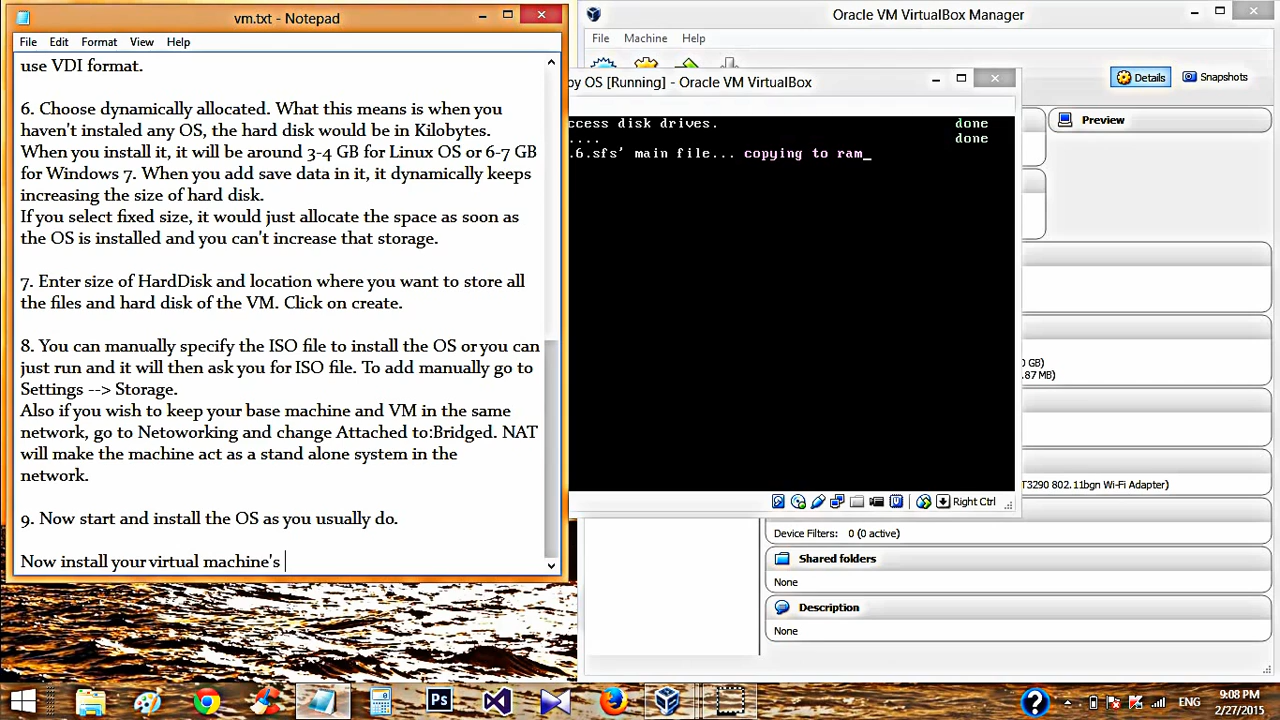 vm.txt - Notepad
File Edit Format View Help
use VDI format.
6. Choose dynamically allocated. What this means is when you
haven't instaled any OS, the hard disk would be in Kilobytes.
When you install it, it will be around 3-4 GB for Linux OS or 6-7 GB
for Windows 7. When you add save data in it, it dynamically keeps
increasing the size of hard disk.
If you select fixed size, it would just allocate the space as soon as
the OS is installed and you can't increase that storage.
7. Enter size of HardDisk and location where you want to store all
the files and hard disk of the VM. Click on create.
8. You can manually specify the ISO file to install the OS or you can
just run and it will then ask you for ISO file. To add manually go to
Settings --> Storage.
Also if you wish to keep your base machine and VM in the same
network, go to Netoworking and change Attached to:Bridged. NAT
will make the machine act as a stand alone system in the
network.
9. Now start and install the OS as you usually do.
Now install your virtual machine's
Oracle VM VirtualBox Manager
File Machine Help
Details Snapshots
py OS [Running] - Oracle VM VirtualBox
Preview
ccess disk drives. done
.... done
.6.sfs' main file... copying to ram_
Right Ctrl
0 GB)
.87 MB)
T3290 802.11bgn Wi-Fi Adapter)
Device Filters: 0 (0 active)
Shared folders
None
Description
None
Ps
ENG
9:08 PM
2/27/2015